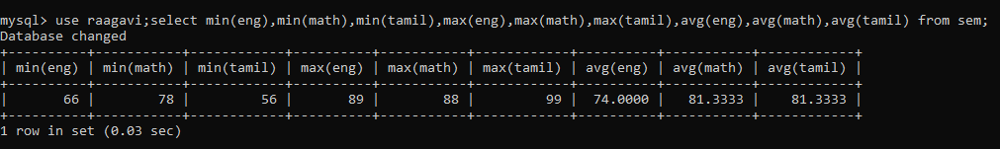 mysql> use raagavi;select min(eng),min(math),min(tamil),max(eng),max(math),max(tamil),avg(eng),avg(math),avg(tamil) from sem;
Database changed
+----------+-----------+------------+----------+-----------+------------+----------+-----------+------------+
| min(eng) | min(math) | min(tamil) | max(eng) | max(math) | max(tamil) | avg(eng) | avg(math) | avg(tamil) |
+----------+-----------+------------+----------+-----------+------------+----------+-----------+------------+
|       66 |        78 |         56 |       89 |        88 |         99 |  74.0000 |   81.3333 |    81.3333 |
+----------+-----------+------------+----------+-----------+------------+----------+-----------+------------+
1 row in set (0.03 sec)